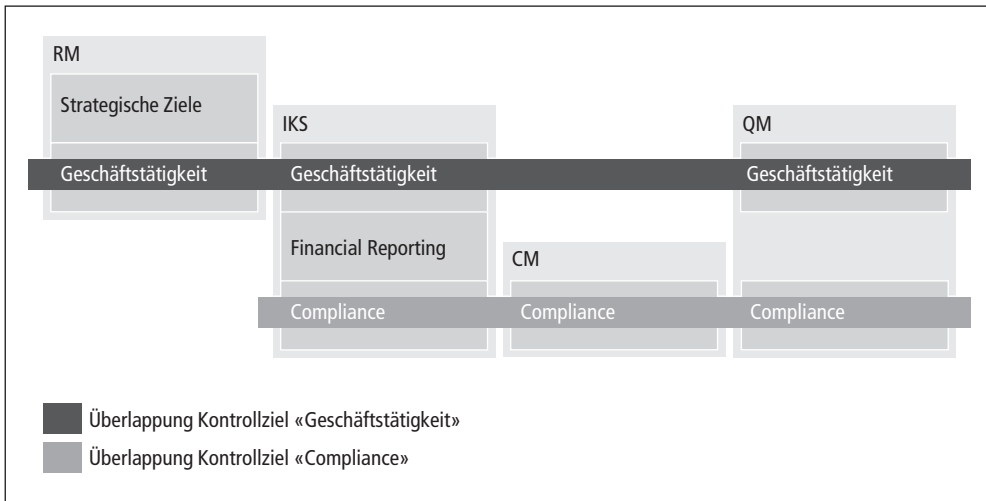 RM
Strategische Ziele
IKS
QM
Geschäftstätigkeit
Geschäftstätigkeit
Geschäftstätigkeit
Financial Reporting
CM
Compliance
Compliance
Compliance
Überlappung Kontrollziel «Geschäftstätigkeit»
Überlappung Kontrollziel «Compliance»